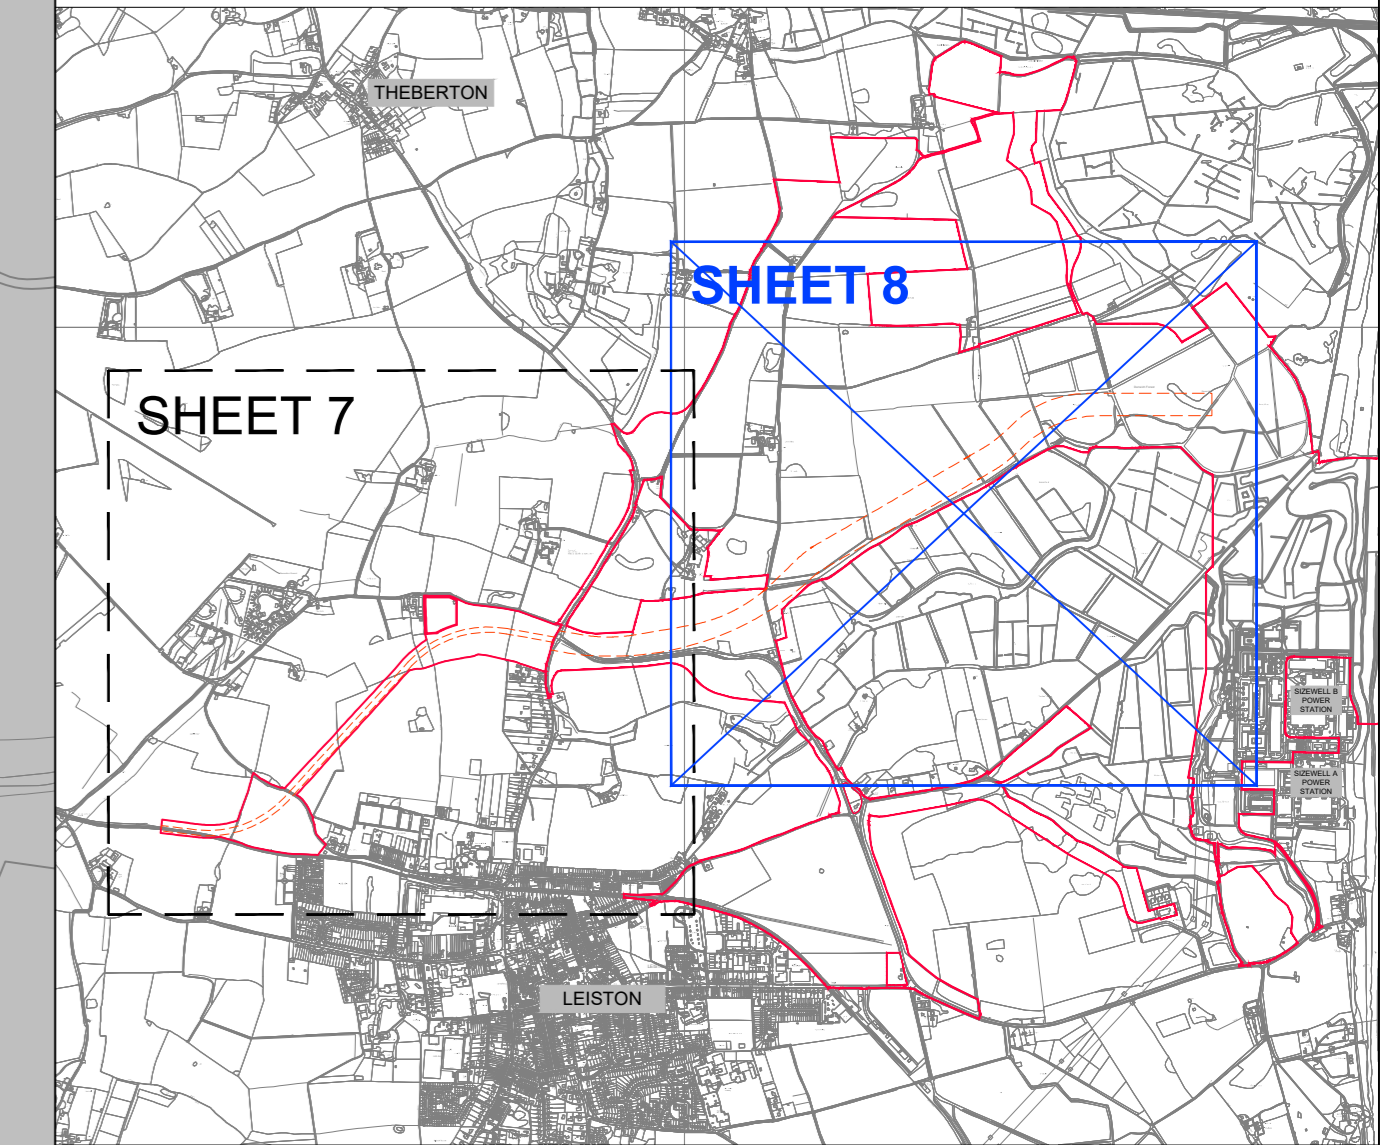 THEBERTON
SHEET 8
SHEET 7
SIZEWELL B
POWER
STATION
SIZEWELL A
POWER
STATION
LEISTON